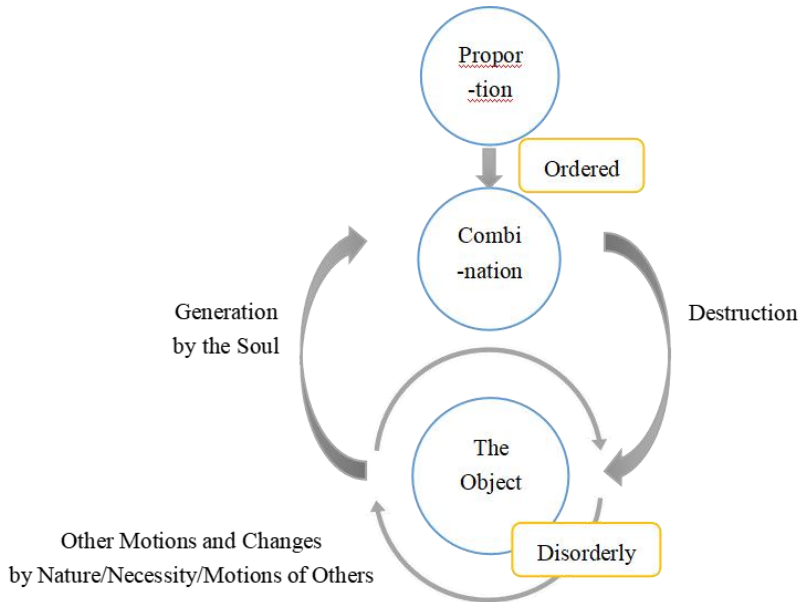 Propor
-tion
Ordered
Combi
-nation
Generation
by the Soul
Destruction
The
Object
Disorderly
Other Motions and Changes
by Nature/Necessity/Motions of Others